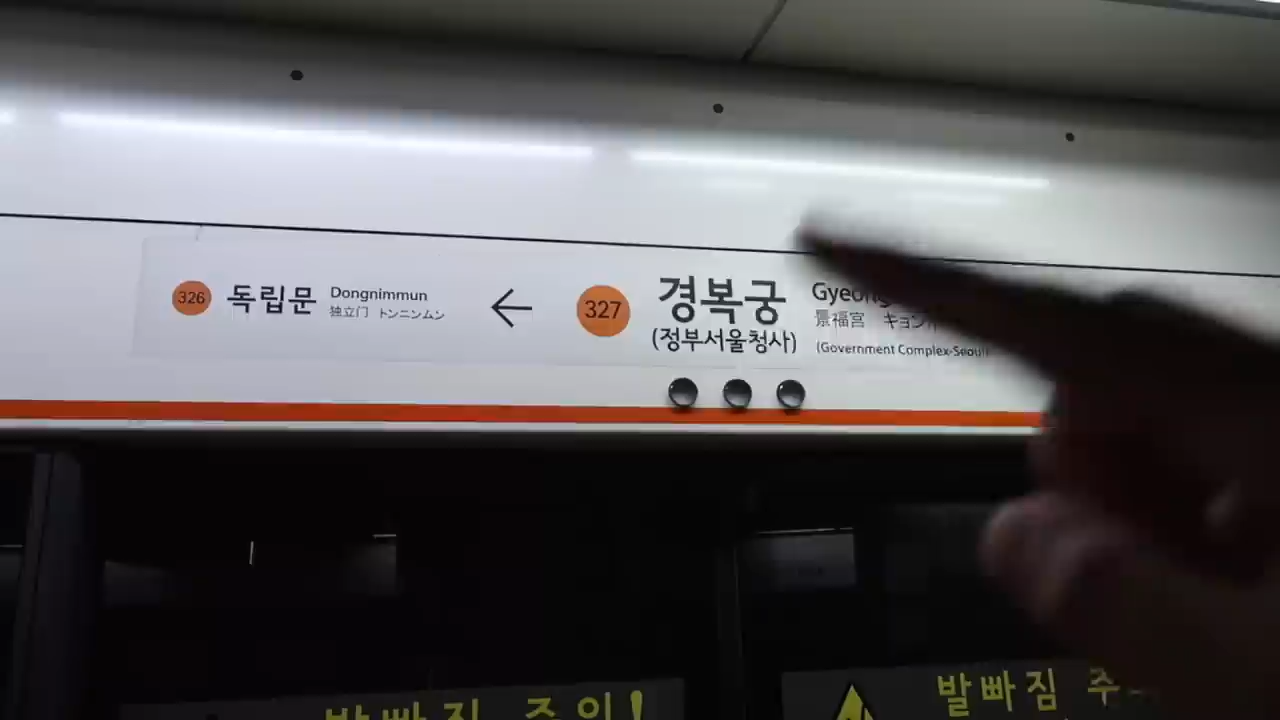 326 독립문 Dongnimmun
独立门 トンニンムン
←
327 경복궁
(정부서울청사)
景福宮
(Government Complex-Seoul)
발빠짐 주의!
발빠짐